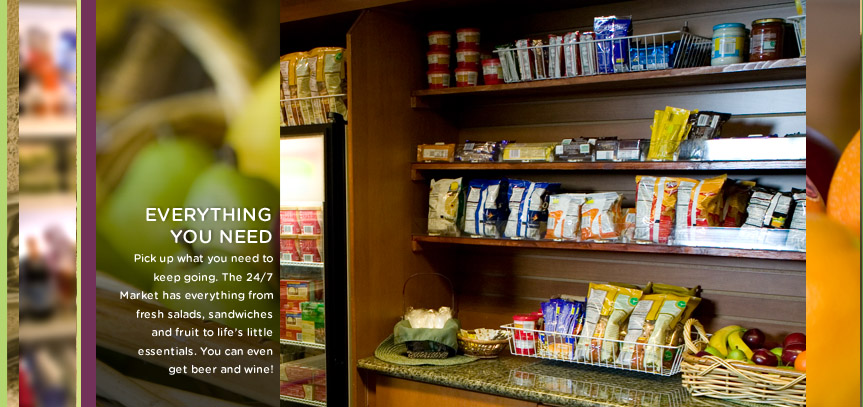 EVERYTHING
YOU NEED
Pick up what you need to
keep going. The 24/7
Market has everything from
fresh salads, sandwiches
and fruit to life's little
essentials. You can even
get beer and wine!